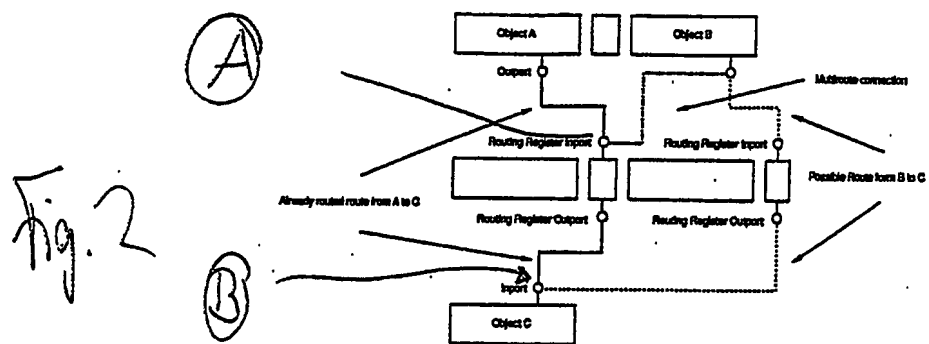 Object A
Object B
A
Outport
Multiroute connection
Routing Register Inport
Routing Register Inport
Fig. 2
Already routed route from A to C
Possible Route form B to C
Routing Register Outport
Routing Register Outport
B
Inport
Object C